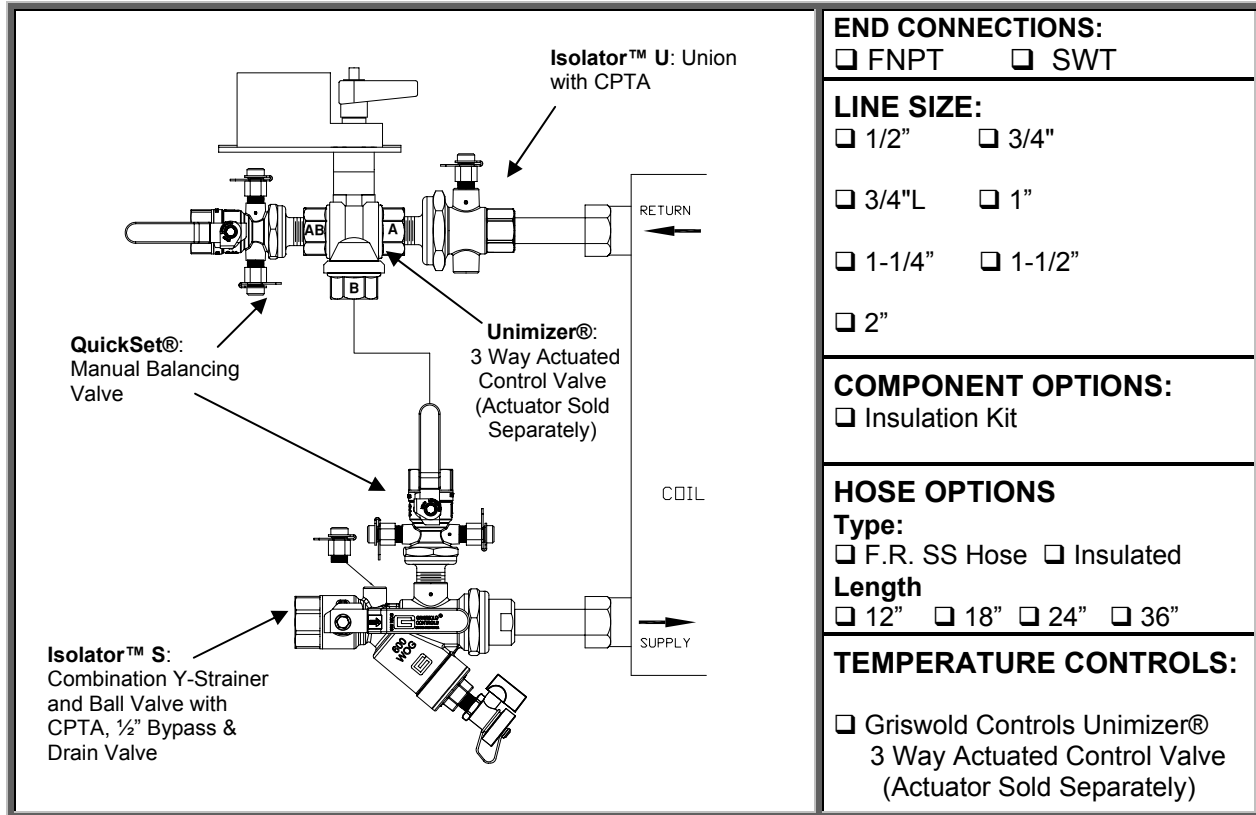 Isolator™ U: Union
with CPTA
AB
A
B
RETURN
QuickSet®:
Manual Balancing
Valve
Unimizer®:
3 Way Actuated
Control Valve
(Actuator Sold
Separately)
COIL
SUPPLY
600
WOG
GRISWOLD
CONTROLS
Isolator™ S:
Combination Y-Strainer
and Ball Valve with
CPTA, ½” Bypass &
Drain Valve
END CONNECTIONS:
❑ FNPT ❑ SWT
LINE SIZE:
❑ 1/2” ❑ 3/4"
❑ 3/4"L ❑ 1”
❑ 1-1/4” ❑ 1-1/2”
❑ 2”
COMPONENT OPTIONS:
❑ Insulation Kit
HOSE OPTIONS
Type:
❑ F.R. SS Hose ❑ Insulated
Length
❑ 12” ❑ 18” ❑ 24” ❑ 36”
TEMPERATURE CONTROLS:
❑ Griswold Controls Unimizer®
3 Way Actuated Control Valve
(Actuator Sold Separately)